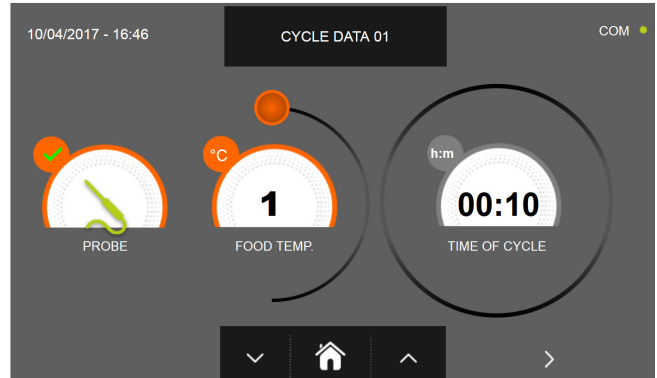 10/04/2017 - 16:46
CYCLE DATA 01
COM
°C
h:m
1
00:10
PROBE
FOOD TEMP.
TIME OF CYCLE